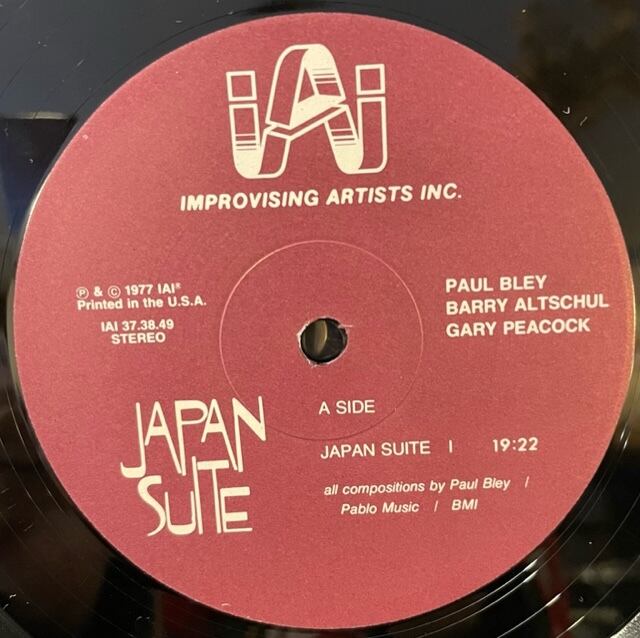 iAi
IMPROVISING ARTISTS INC.
℗ & © 1977 IAI®
Printed in the U.S.A.
IAI 37.38.49
STEREO
PAUL BLEY
BARRY ALTSCHUL
GARY PEACOCK
JAPAN
SUITE
A SIDE
JAPAN SUITE I 19:22
all compositions by Paul Bley /
Pablo Music / BMI